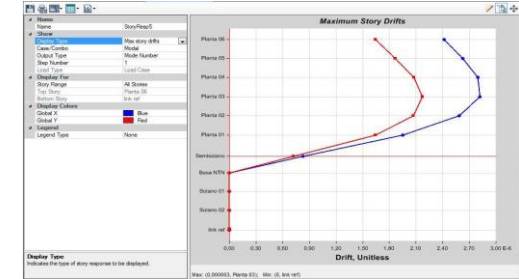 Name
Name StoryResp5
Show
Display Type Max story drifts
Case/Combo Modal
Output Type Mode Number
Step Number 1
Load Type Load Case
Display For
Story Range All Stories
Top Story Planta 06
Bottom Story link ref
Display Colors
Global X Blue
Global Y Red
Legend
Legend Type None
Display Type
Indicates the type of story response to be displayed.
Maximum Story Drifts
Planta 06
Planta 05
Planta 04
Planta 03
Planta 02
Planta 01
Semisotano
Base NTN
Sotano 01
Sotano 02
link ref
0,00 0,30 0,60 0,90 1,20 1,50 1,80 2,10 2,40 2,70 3,00 E-6
Drift, Unitless
Max: (0,000003, Planta 03); Min: (0, link ref)